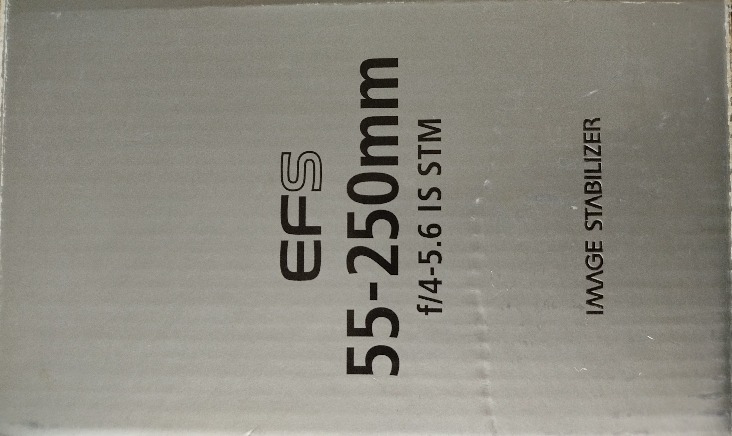 EFS
55-250mm
f/4-5.6 IS STM
IMAGE STABILIZER